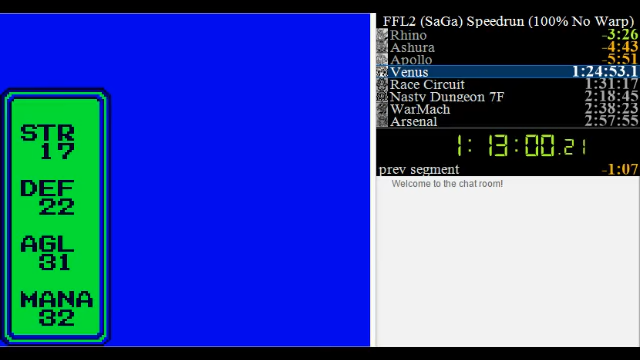 STR
17
DEF
22
AGL
31
MANA
32
FFL2 (SaGa) Speedrun (100% No Warp)
Rhino -3:26
Ashura -4:43
Apollo -5:51
Venus 1:24:53.1
Race Circuit 1:31:17
Nasty Dungeon 7F 2:18:45
WarMach 2:38:23
Arsenal 2:57:55
1:13:00.21
prev segment -1:07
Welcome to the chat room!